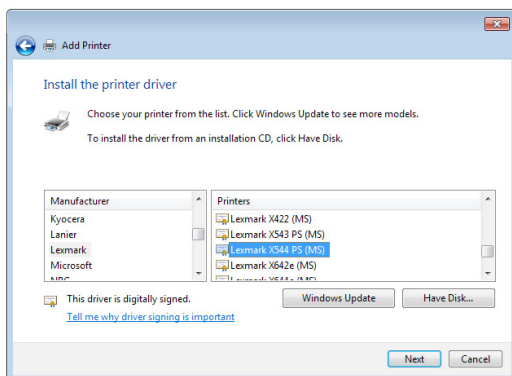 Add Printer
Install the printer driver
Choose your printer from the list. Click Windows Update to see more models.
To install the driver from an installation CD, click Have Disk.
Manufacturer
Kyocera
Lanier
Lexmark
Microsoft
Printers
Lexmark X422 (MS)
Lexmark X543 PS (MS)
Lexmark X544 PS (MS)
Lexmark X642e (MS)
This driver is digitally signed.
Tell me why driver signing is important
Windows Update
Have Disk...
Next
Cancel